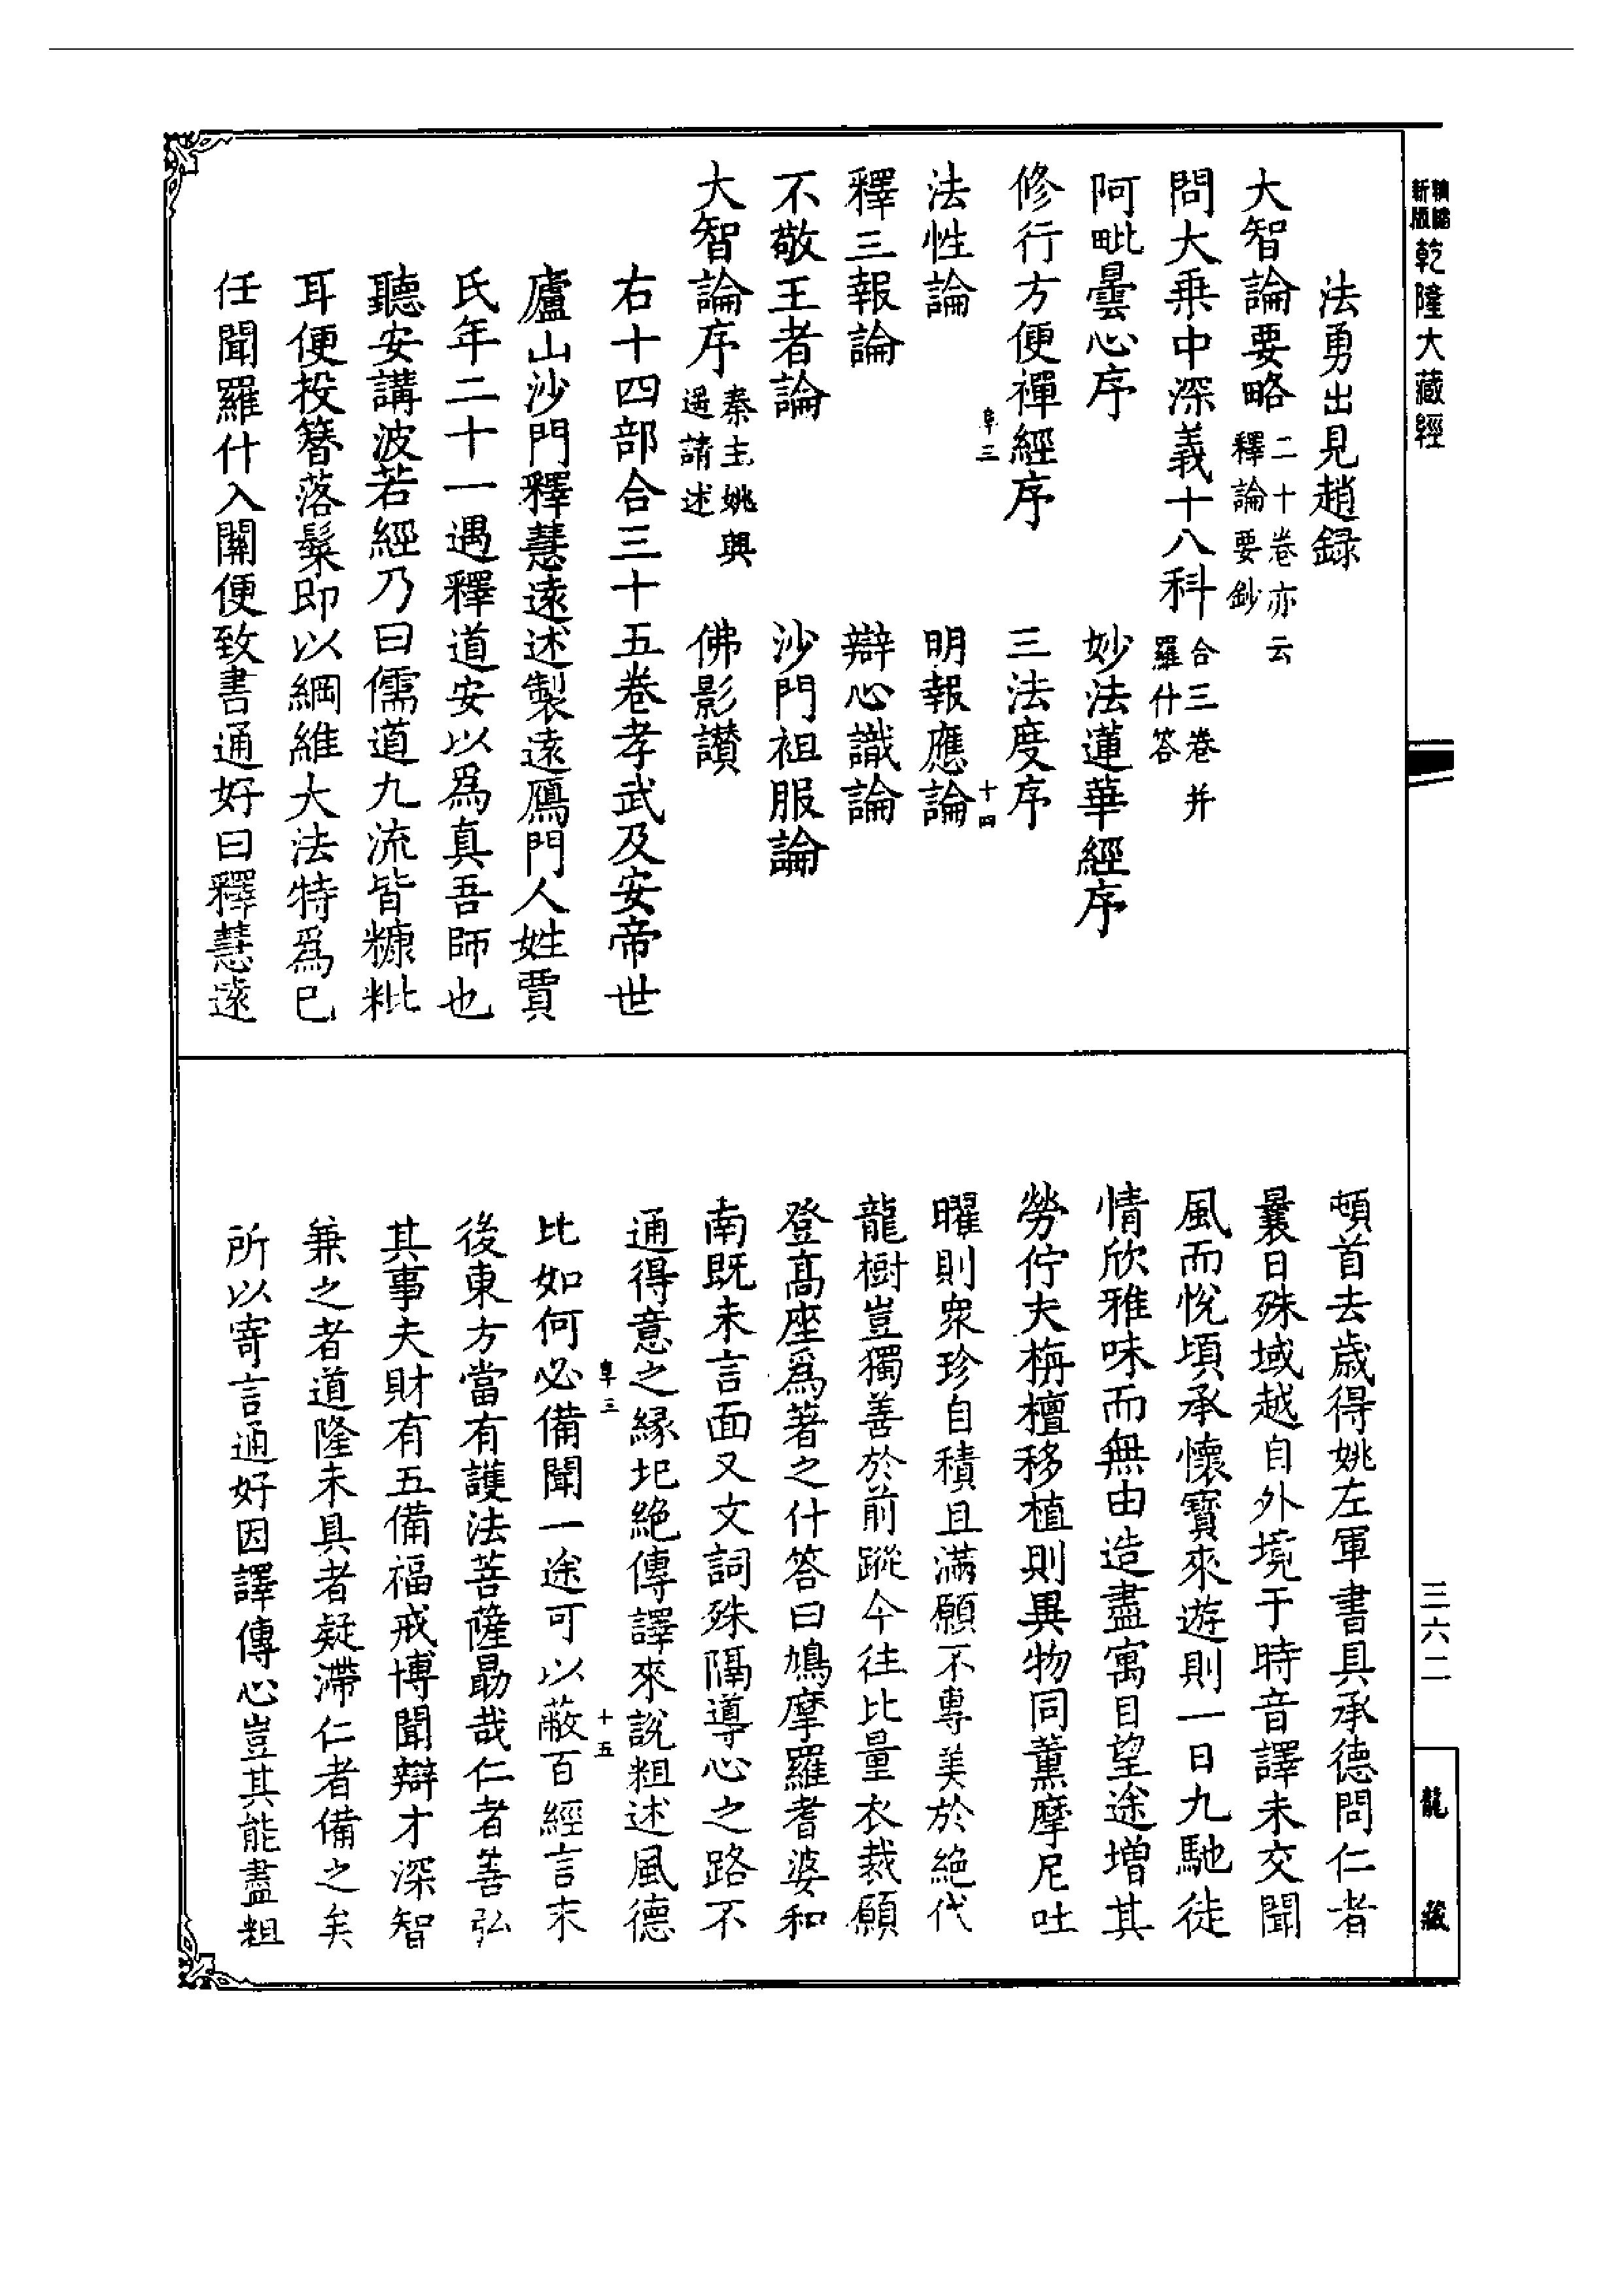 新版 精縮 乾隆大藏經
法勇出見趙録
大智論要略 二十卷亦云釋論要鈔
問大乗中深義十八科 合三卷并羅什答
阿毗曇心序 妙法蓮華經序
修行方便禪經序 三法度序
阜三 十四
法性論 明報應論
釋三報論 辯心識論
不敬王者論 沙門袒服論
大智論序 秦主姚興遥請述 佛影讚
右十四部合三十五卷孝武及安帝世
廬山沙門釋慧遠述製遠鴈門人姓賈
氏年二十一遇釋道安以爲真吾師也
聽安講波若經乃曰儒道九流皆糠粃
耳便投簪落䰂即以綱維大法特爲已
任聞羅什入關便致書通好曰釋慧遠
頓首去歲得姚左軍書具承德問仁者
曩日殊域越自外境于時音譯未交聞
風而悅頃承懷寶來遊則一日九馳徒
情欣雅味而無由造盡寓目望途增其
勞佇夫栴檀移植則異物同薰摩尼吐
曜則衆珍自積且滿願不專美於絶代
龍樹豈獨善於前蹤今往比量衣裁願
登高座爲著之什答曰鳩摩羅耆婆和
南既未言面又文詞殊隔導心之路不
通得意之縁圯絶傳譯來說粗述風德
阜三 十五
比如何必備聞一途可以蔽百經言末
後東方當有護法菩薩勗哉仁者善弘
其事夫財有五備福戒博聞辯才深智
兼之者道隆未具者疑滯仁者備之矣
所以寄言通好因譯傳心豈其能盡粗
三六二
龍藏